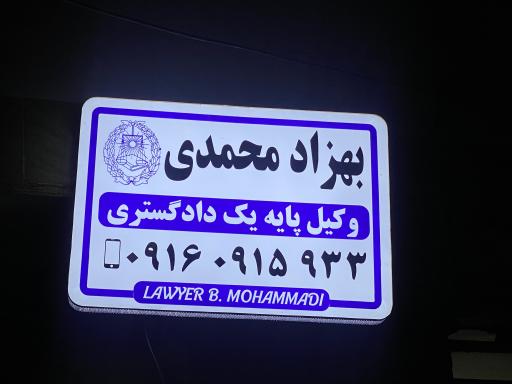 بهزاد محمدی
وکیل پایه یک دادگستری
۰۹۱۶ ۰۹۱۵ ۹۳۳
LAWYER B. MOHAMMADI